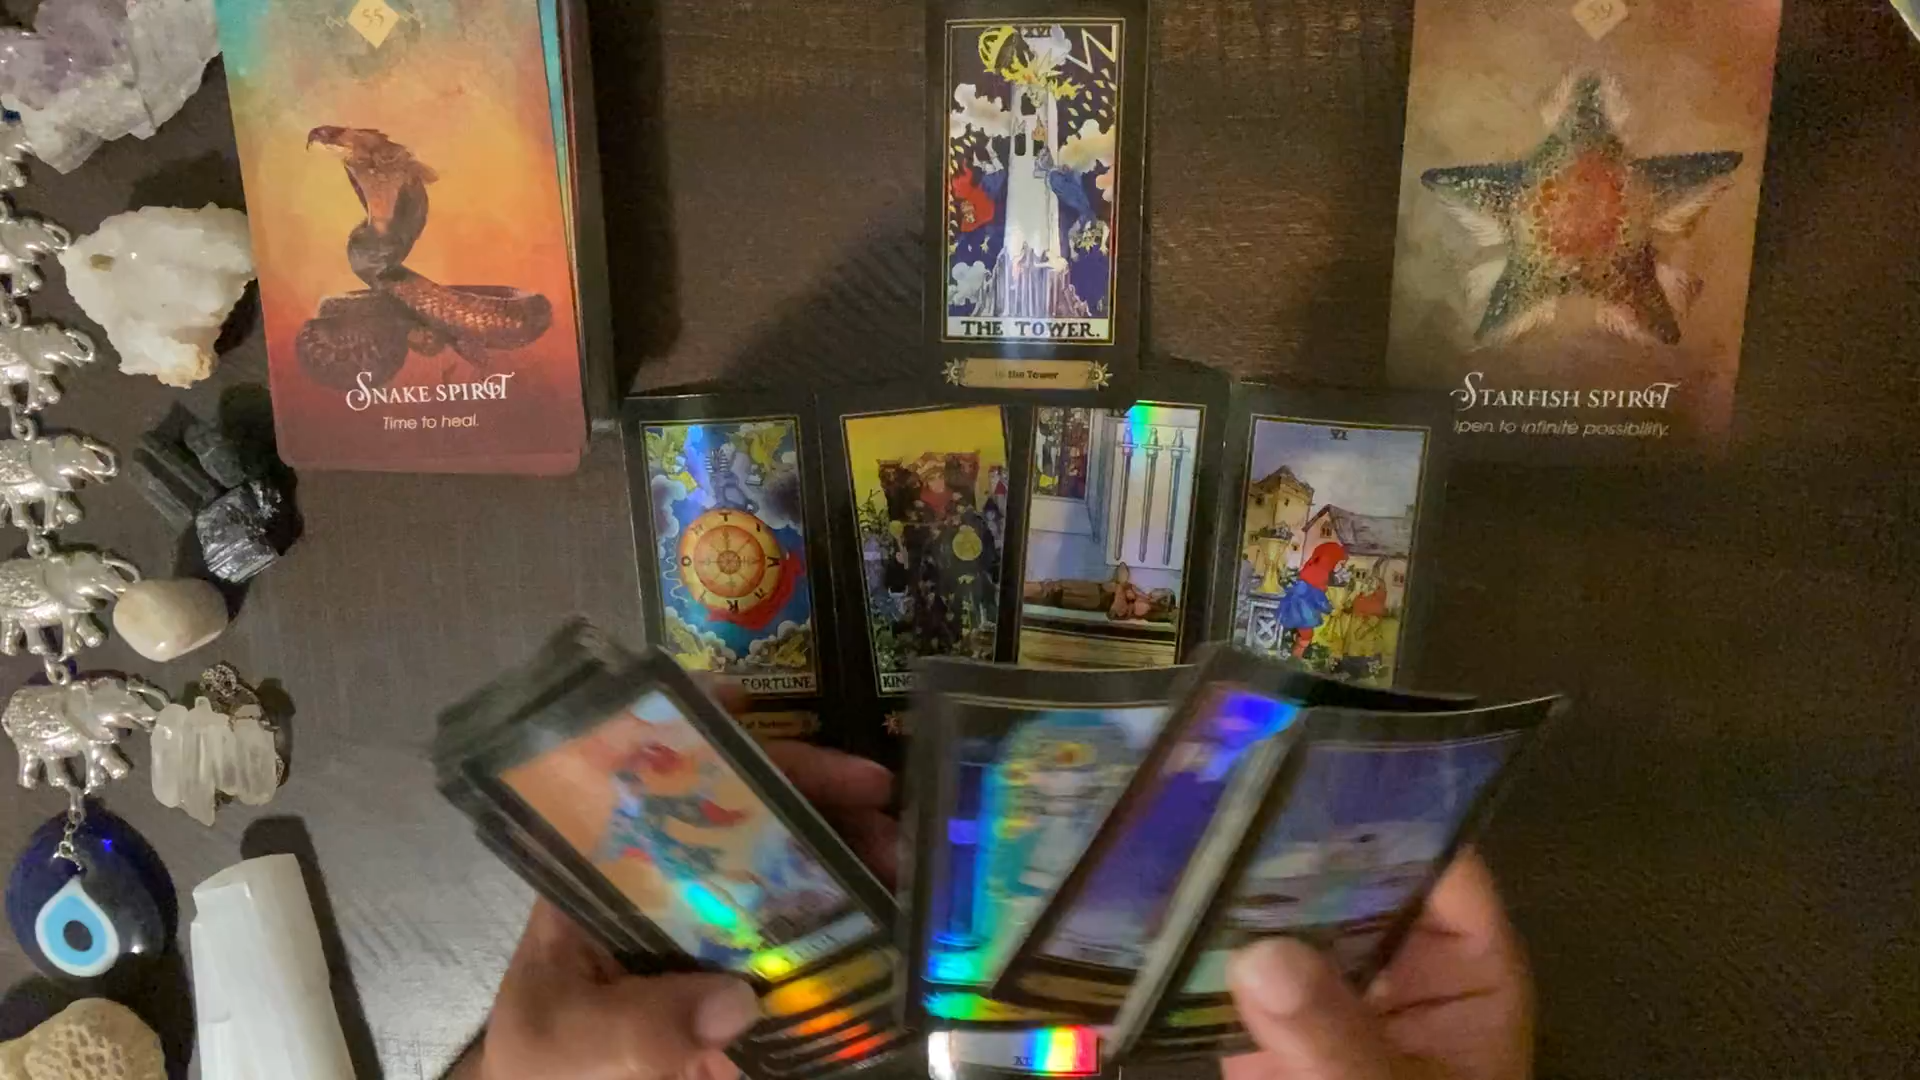 55
SNAKE SPIRIT
Time to heal.
XVI
THE TOWER.
the Tower
59
STARFISH SPIRIT
Open to infinite possibility.
FORTUNE.
KING
VI